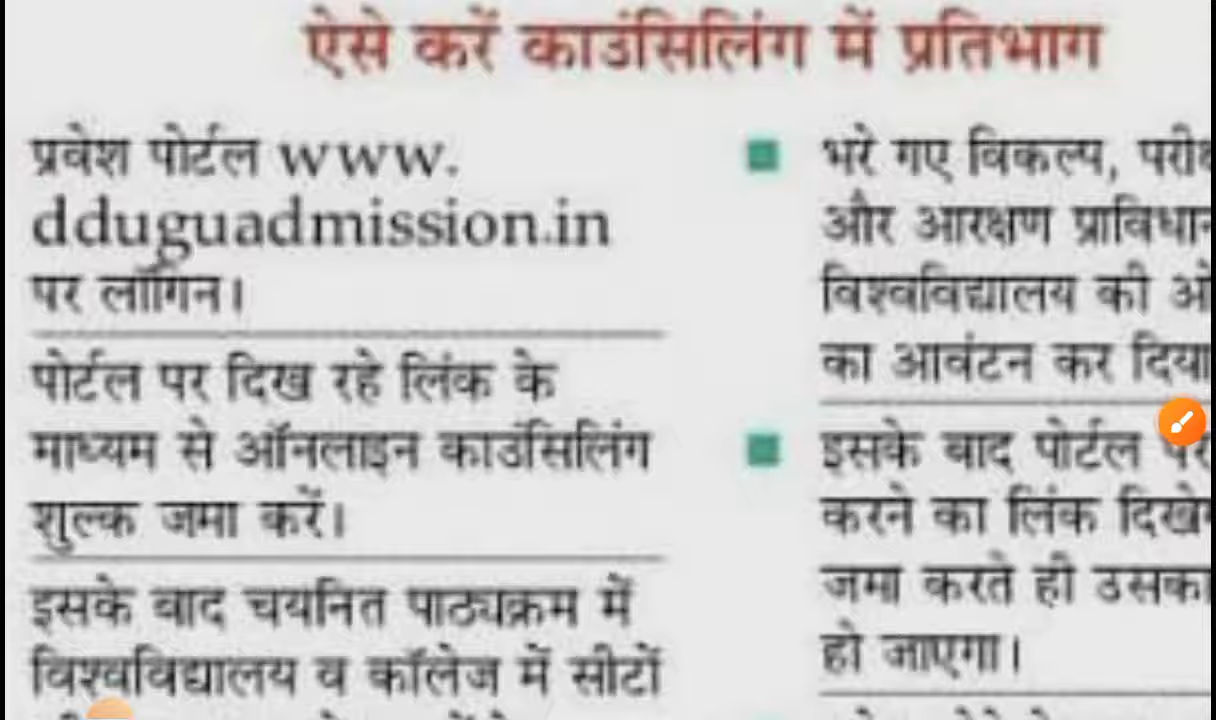 ऐसे करें काउंसिलिंग में प्रतिभाग
प्रवेश पोर्टल www.
dduguadmission.in
पर लॉगिन।
पोर्टल पर दिख रहे लिंक के
माध्यम से ऑनलाइन काउंसिलिंग
शुल्क जमा करें।
इसके बाद चयनित पाठ्यक्रम में
विश्वविद्यालय व कॉलेज में सीटों
भरे गए विकल्प,
और आरक्षण
विश्वविद्यालय की
का आवंटन कर दिया
इसके बाद पोर्टल पर
करने का लिंक
जमा करते ही उसका
हो जाएगा।